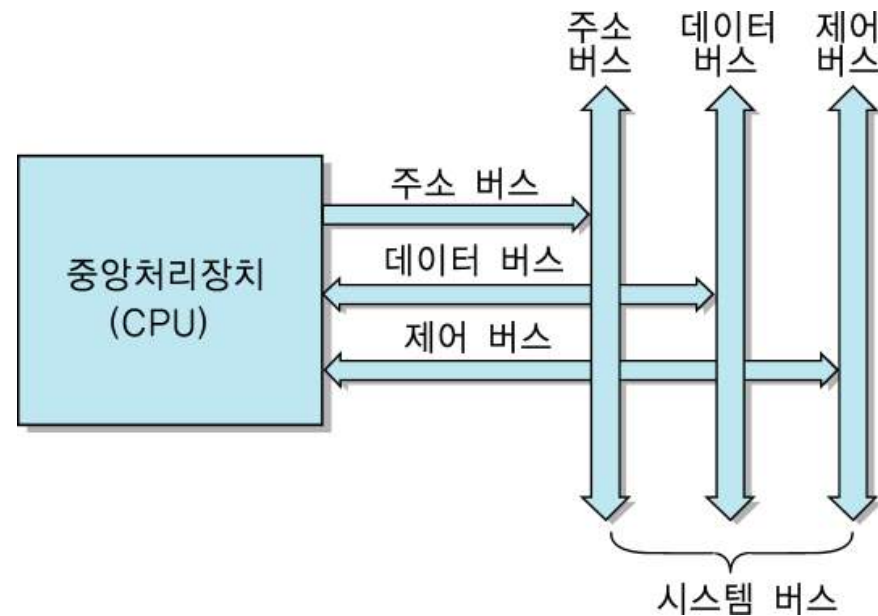 주소 데이터 제어
버스 버스 버스
주소 버스
데이터 버스
제어 버스
중앙처리장치
(CPU)
시스템 버스